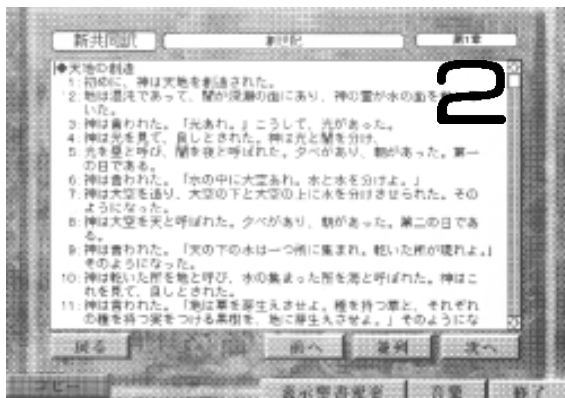 新共同訳 創世記 第1章
◆天地の創造
1:初めに、神は天地を創造された。
2:地は混沌であって、闇が深淵の面にあり、神の霊が水の面を
いた。
3:神は言われた。「光あれ。」こうして、光があった。
4:神は光を見て、良しとされた。神は光と闇を分け、
5:光を昼と呼び、闇を夜と呼ばれた。夕べがあり、朝があった。第一
の日である。
6:神は言われた。「水の中に大空あれ。水と水を分けよ。」
7:神は大空を造り、大空の下と大空の上に水を分けさせられた。その
ようになった。
8:神は大空を天と呼ばれた。夕べがあり、朝があった。第二の日であ
る。
9:神は言われた。「天の下の水は一つ所に集まれ。乾いた所が現れよ。」
そのようになった。
10:神は乾いた所を地と呼び、水の集まった所を海と呼ばれた。神はこ
れを見て、良しとされた。
11:神は言われた。「地は草を芽生えさせよ。種を持つ草と、それぞれ
の種を持つ実をつける果樹を、地に芽生えさせよ。」そのようにな
2
戻る 前へ 並列 次へ
コピー 表示聖書変更 音量 終了